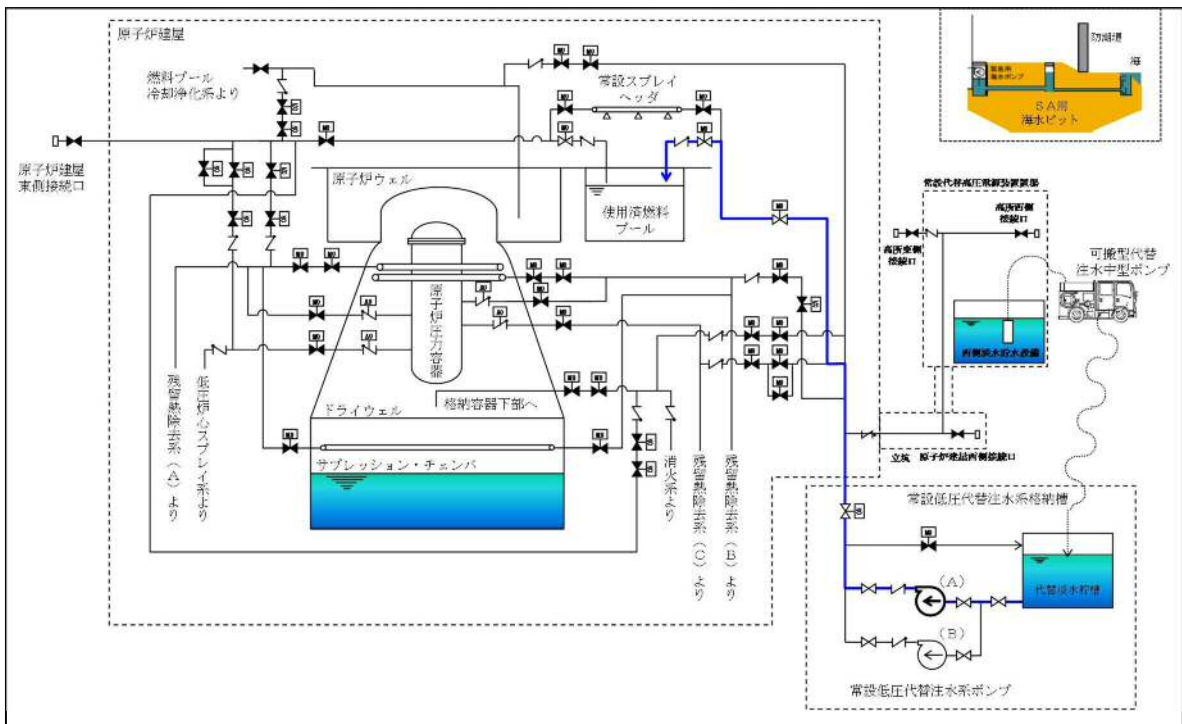 原子炉建屋
燃料プール
冷却浄化系より
常設スプレイ
ヘッダ
防潮堤
海
緊急用
海水ポンプ
SA用
海水ピット
原子炉建屋
東側接続口
原子炉ウェル
使用済燃料
プール
常設代替高圧電源装置置場
高所西側
接続口
高所東側
接続口
可搬型代替
注水中型ポンプ
西側淡水貯水設備
原子炉圧力容器
ドライウェル
格納容器下部へ
サプレッション・チェンバ
残留熱除去系(A)より
低圧炉心スプレイ系より
消火系より
残留熱除去系(C)より
残留熱除去系(B)より
立坑
原子炉建屋西側接続口
常設低圧代替注水系格納槽
代替淡水貯槽
(A)
(B)
常設低圧代替注水系ポンプ